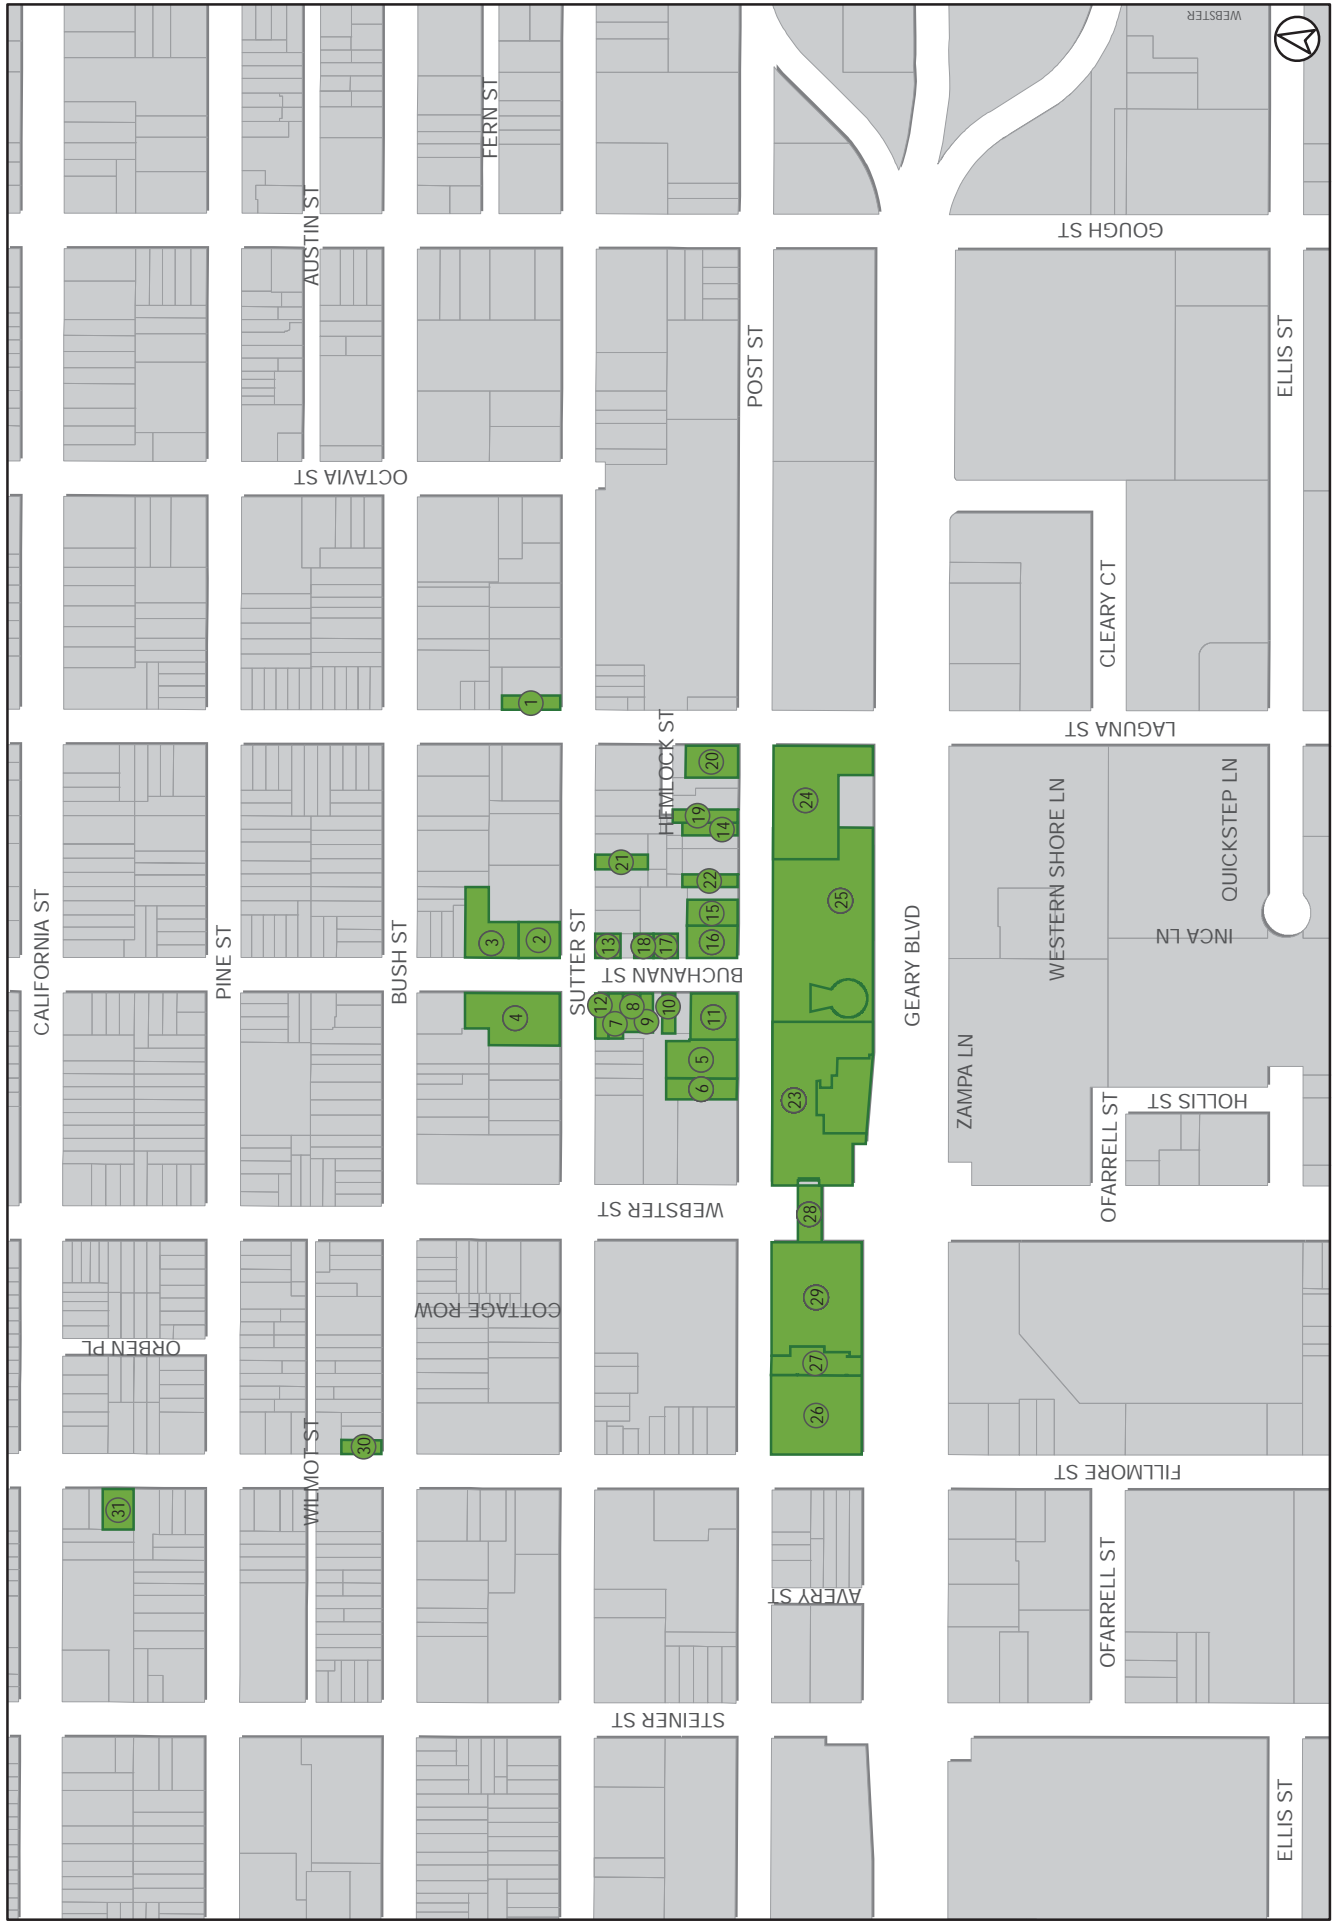 WEBSTER
FERN ST
AUSTIN ST
GOUGH ST
POST ST
ELLIS ST
OCTAVIA ST
CLEARY CT
1
HEMLOCK ST
LAGUNA ST
20
24
19
14
21
22
25
15
3
2
13
18
17
16
CALIFORNIA ST
PINE ST
BUSH ST
SUTTER ST
BUCHANAN ST
GEARY BLVD
WESTERN SHORE LN
QUICKSTEP LN
INCA LN
4
12
7
8
9
10
11
5
6
23
ZAMPA LN
HOLLIS ST
OFARRELL ST
WEBSTER ST
28
29
COTTAGE ROW
ORBEN PL
27
26
WILMOT ST
30
FILLMORE ST
31
AVERY ST
OFARRELL ST
STEINER ST
ELLIS ST